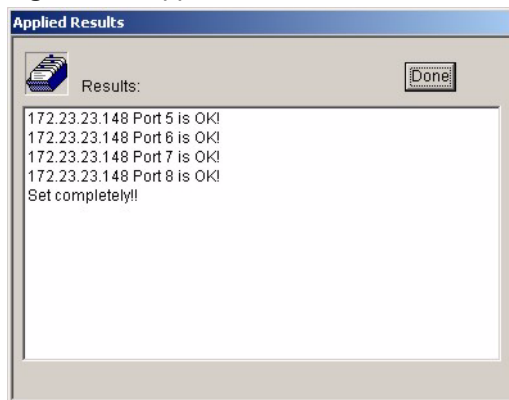 Applied Results
Results:
Done
172.23.23.148 Port 5 is OK!
172.23.23.148 Port 6 is OK!
172.23.23.148 Port 7 is OK!
172.23.23.148 Port 8 is OK!
Set completely!!